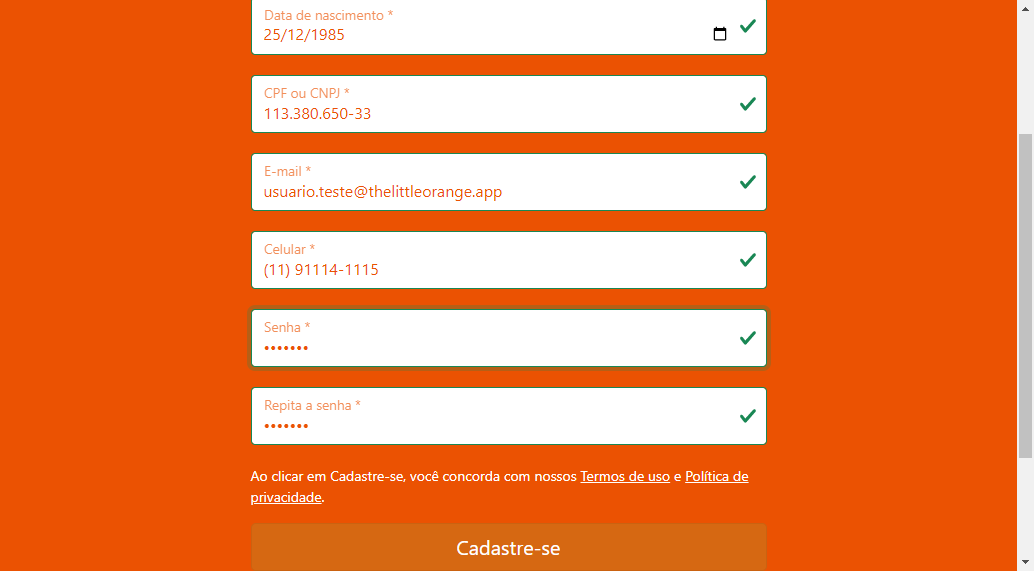 Data de nascimento *
25/12/1985
CPF ou CNPJ *
113.380.650-33
E-mail *
usuario.teste@thelittleorange.app
Celular *
(11) 91114-1115
Senha *
•••••••
Repita a senha *
•••••••
Ao clicar em Cadastre-se, você concorda com nossos Termos de uso e Política de
privacidade.
Cadastre-se